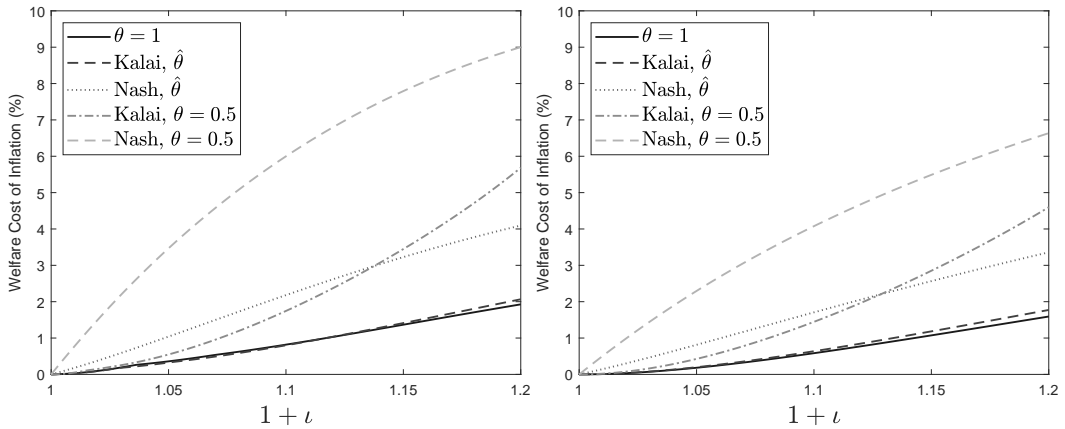 10
9
8
7
6
5
4
3
2
1
0
Welfare Cost of Inflation (%)
θ = 1
Kalai, θ̂
Nash, θ̂
Kalai, θ = 0.5
Nash, θ = 0.5
1 1.05 1.1 1.15 1.2
1 + ι
10
9
8
7
6
5
4
3
2
1
0
Welfare Cost of Inflation (%)
θ = 1
Kalai, θ̂
Nash, θ̂
Kalai, θ = 0.5
Nash, θ = 0.5
1 1.05 1.1 1.15 1.2
1 + ι